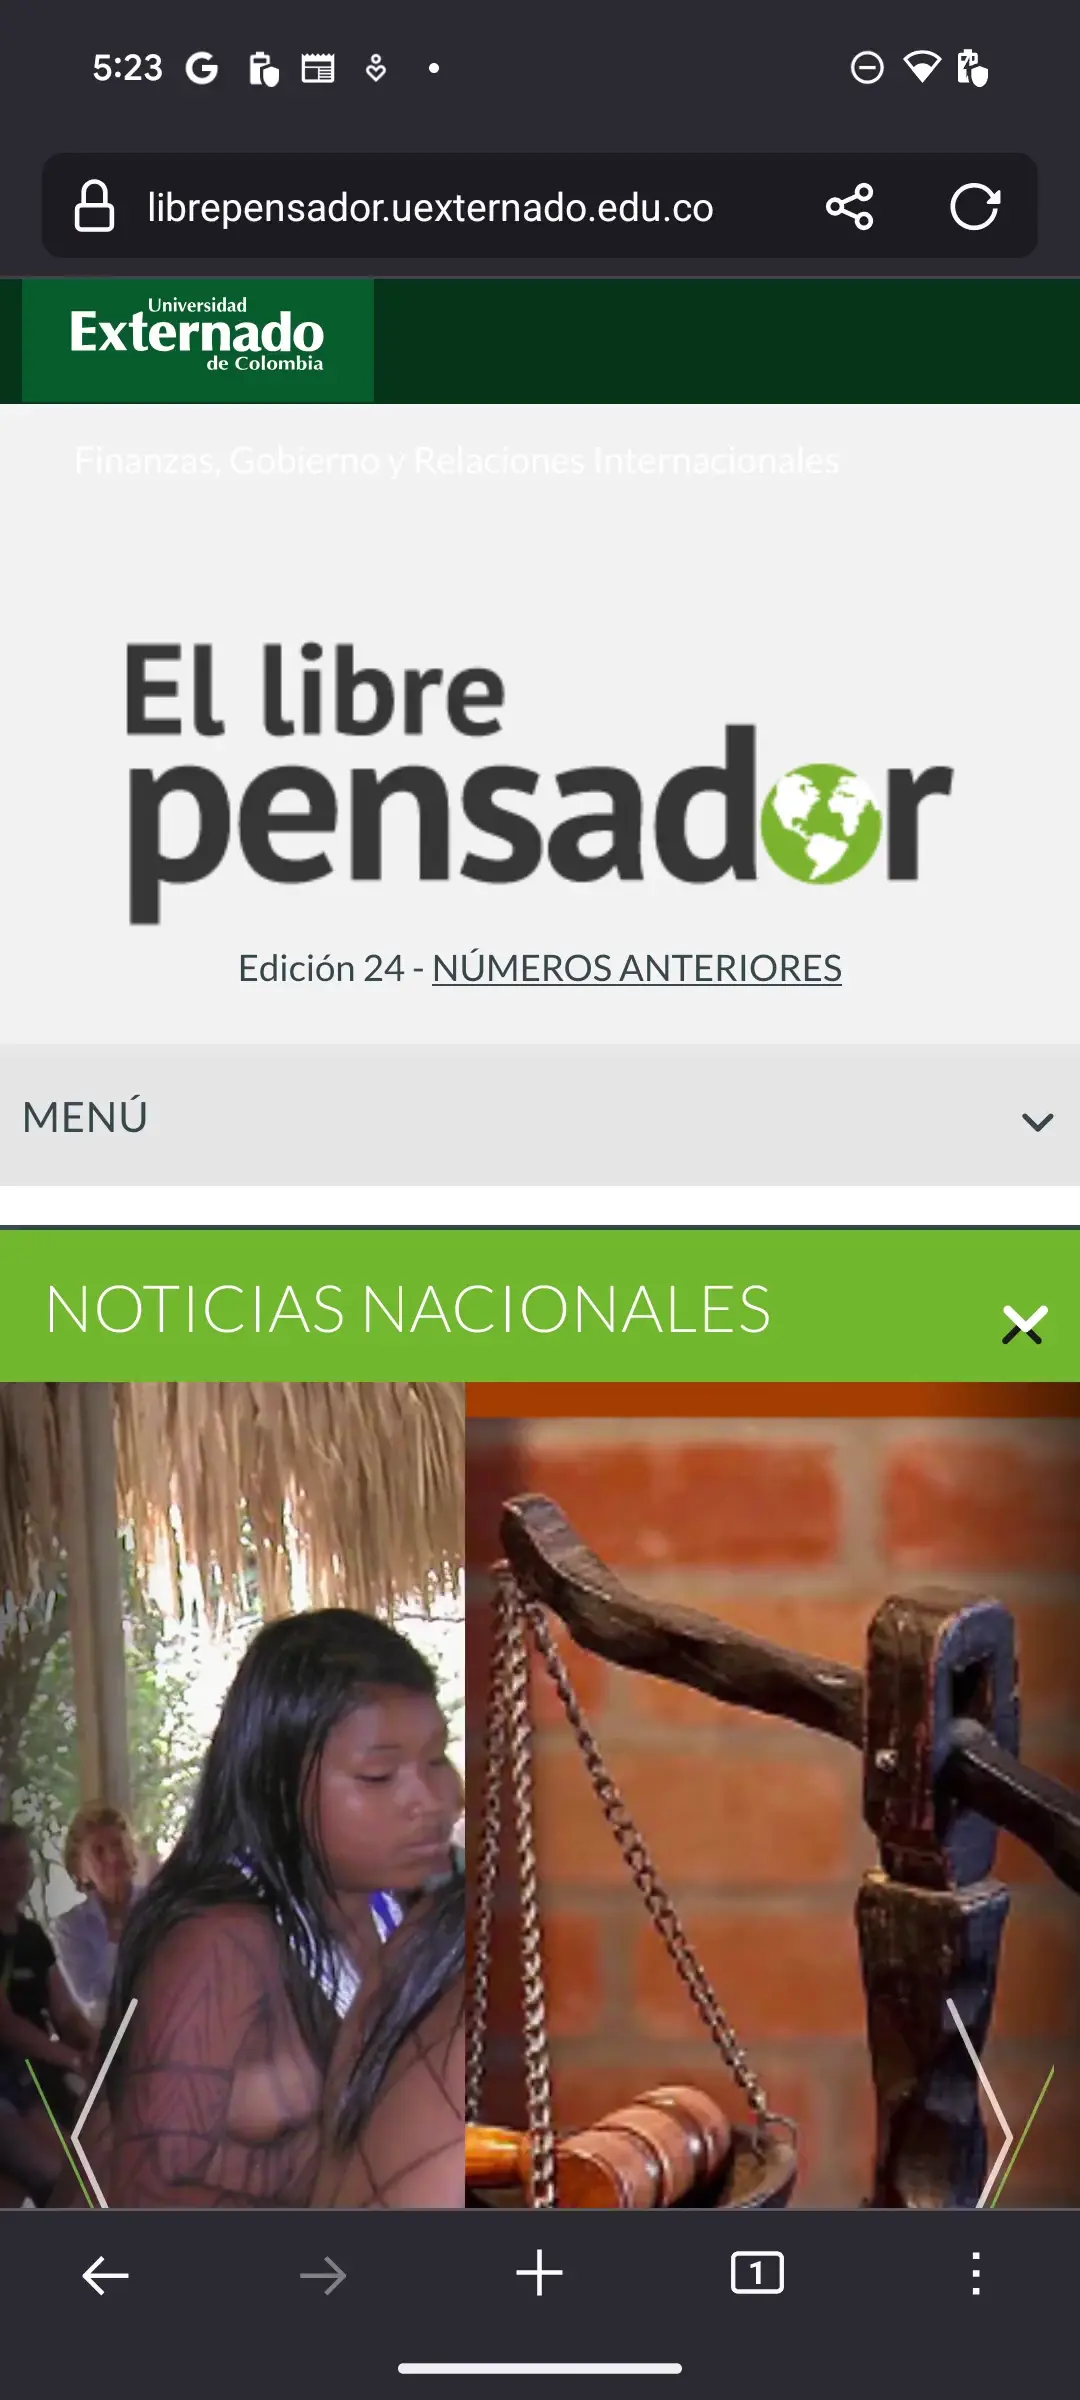 5:23
librepensador.uexternado.edu.co
Universidad
Externado
de Colombia
Finanzas, Gobierno y Relaciones Internacionales
El libre
pensador
Edición 24 - NÚMEROS ANTERIORES
MENÚ
NOTICIAS NACIONALES
1